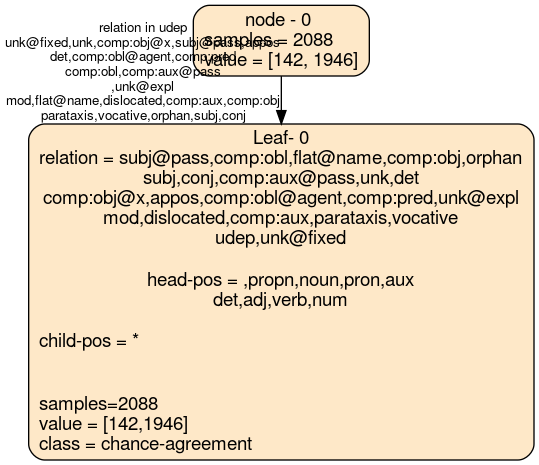 node - 0
samples = 2088
value = [142, 1946]
relation in udep
unk@fixed,unk,comp:obj@x,subj@pass,appos
det,comp:obl@agent,comp:pred
comp:obl,comp:aux@pass
,unk@expl
mod,flat@name,dislocated,comp:aux,comp:obj
parataxis,vocative,orphan,subj,conj
Leaf- 0
relation = subj@pass,comp:obl,flat@name,comp:obj,orphan
subj,conj,comp:aux@pass,unk,det
comp:obj@x,appos,comp:obl@agent,comp:pred,unk@expl
mod,dislocated,comp:aux,parataxis,vocative
udep,unk@fixed
head-pos = ,propn,noun,pron,aux
det,adj,verb,num
child-pos = *
samples=2088
value = [142,1946]
class = chance-agreement